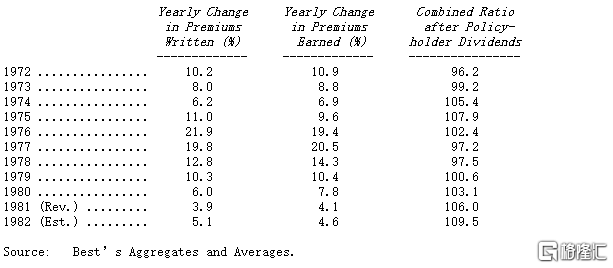 Yearly Change Yearly Change Combined Ratio
in Premiums in Premiums after Policy-
Written (%) Earned (%) holder Dividends
------------- ------------- ----------------
1972 ................. 10.2 10.9 96.2
1973 ................. 8.0 8.8 99.2
1974 ................. 6.2 6.9 105.4
1975 ................. 11.0 9.6 107.9
1976 ................. 21.9 19.4 102.4
1977 ................. 19.8 20.5 97.2
1978 ................. 12.8 14.3 97.5
1979 ................. 10.3 10.4 100.6
1980 ................. 6.0 7.8 103.1
1981 (Rev.) ......... 3.9 4.1 106.0
1982 (Est.) ......... 5.1 4.6 109.5
Source: Best's Aggregates and Averages.
格隆汇